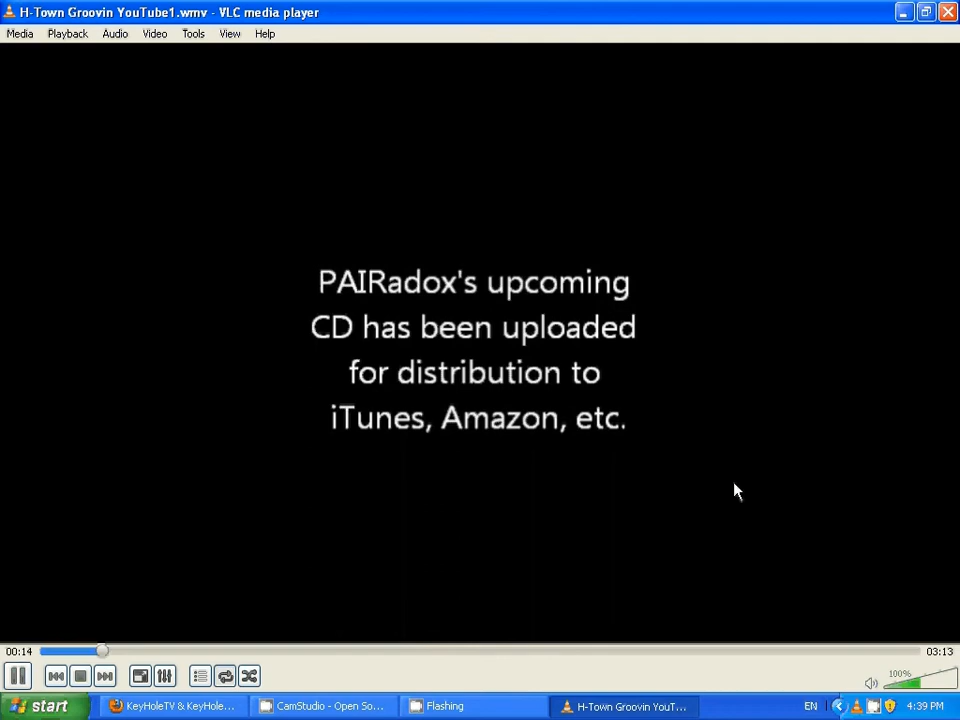 H-Town Groovin YouTube1.wmv - VLC media player
Media Playback Audio Video Tools View Help
PAIRadox's upcoming
CD has been uploaded
for distribution to
iTunes, Amazon, etc.
00:14 03:13
100%
start KeyHoleTV & KeyHole... CamStudio - Open So... Flashing H-Town Groovin YouT... EN 4:39 PM